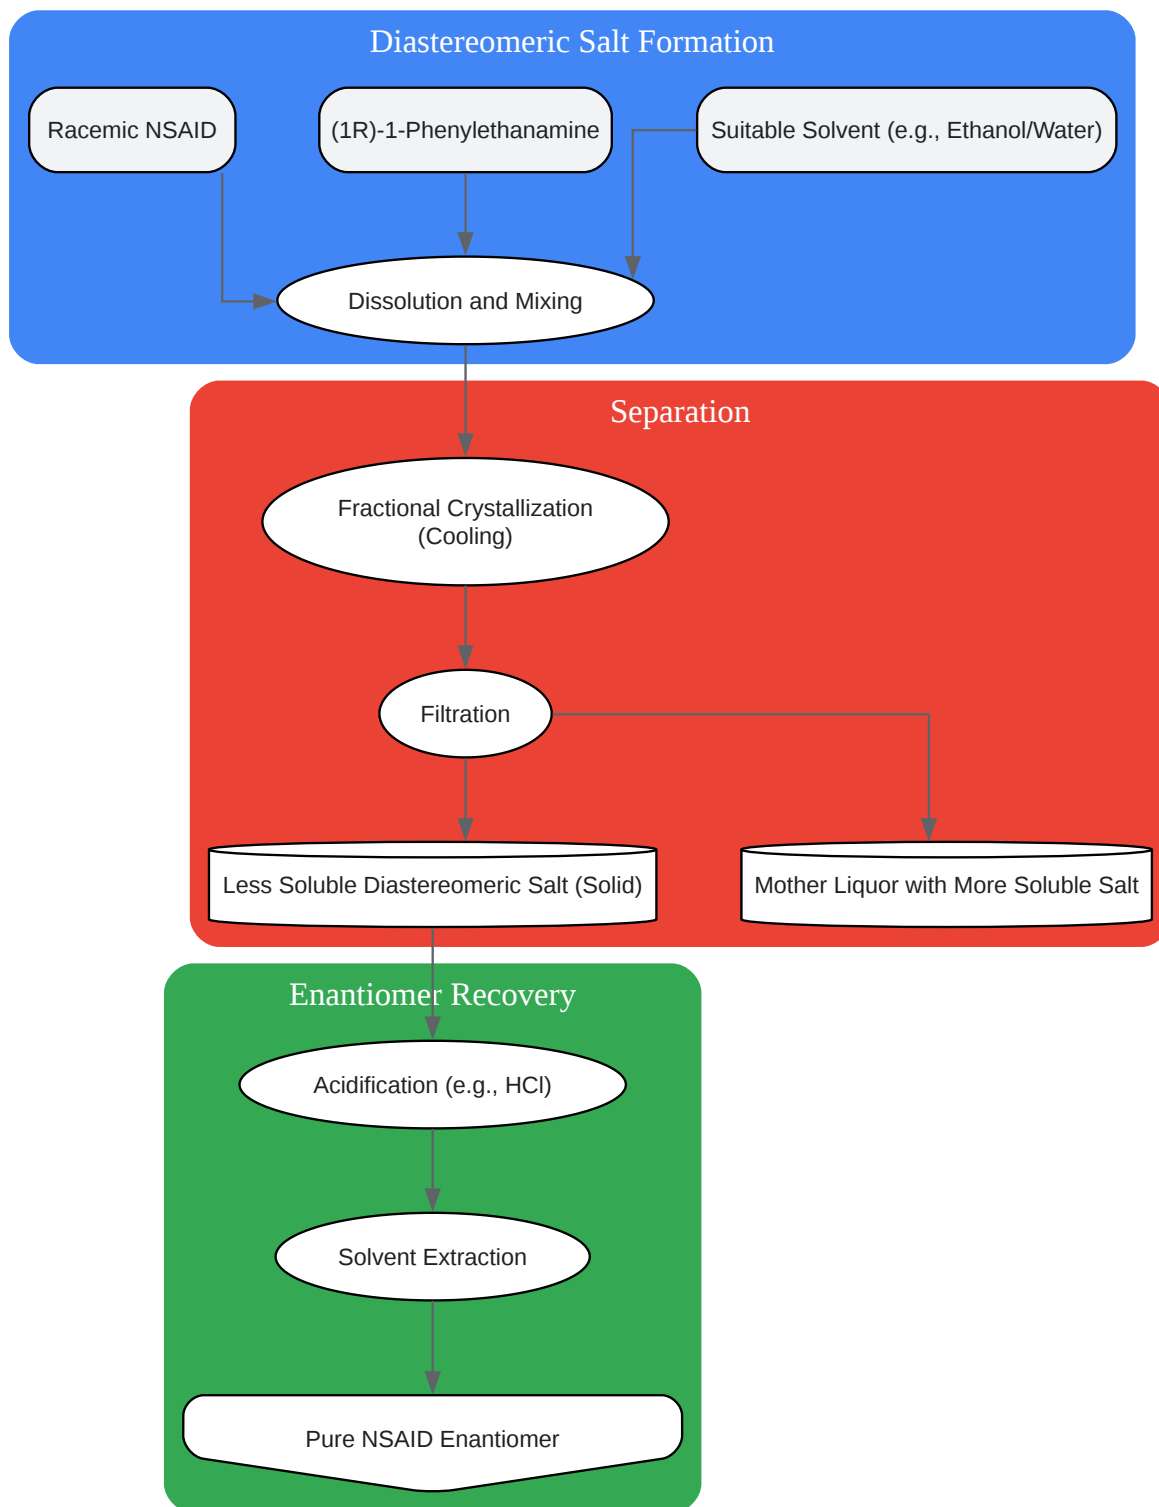 Diastereomeric Salt Formation
Racemic NSAID
(1R)-1-Phenylethanamine
Suitable Solvent (e.g., Ethanol/Water)
Dissolution and Mixing
Separation
Fractional Crystallization
(Cooling)
Filtration
Less Soluble Diastereomeric Salt (Solid)
Mother Liquor with More Soluble Salt
Enantiomer Recovery
Acidification (e.g., HCl)
Solvent Extraction
Pure NSAID Enantiomer